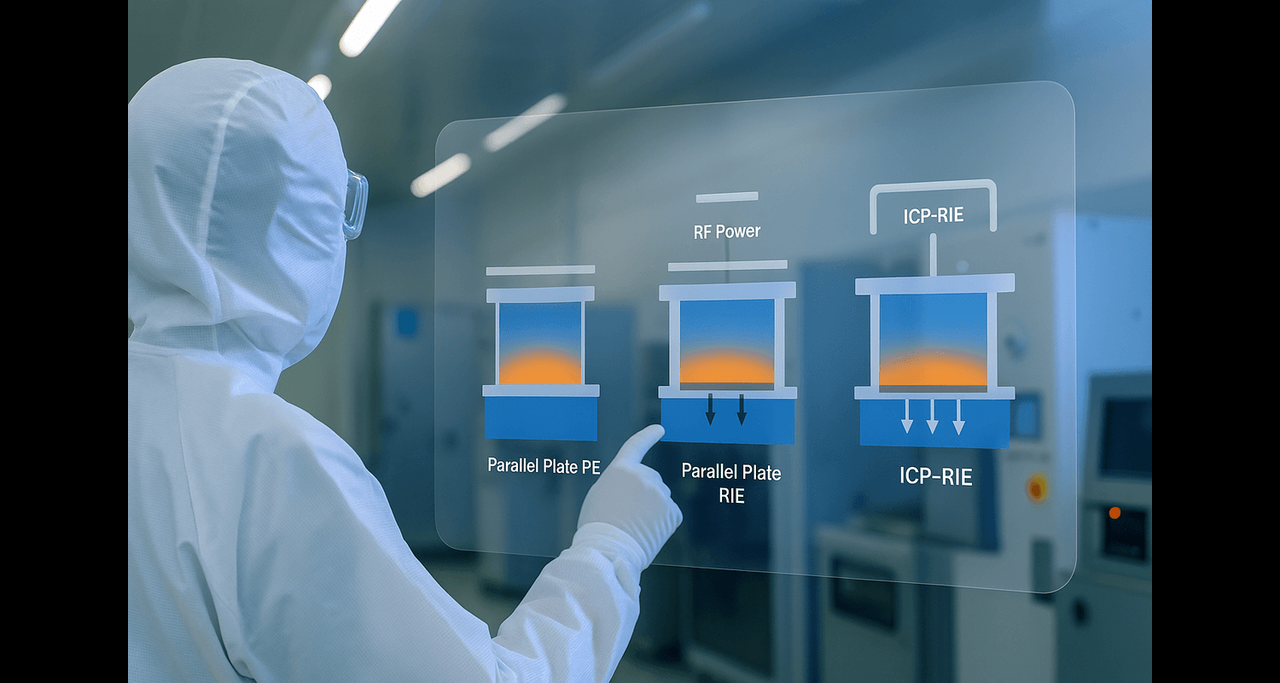 RF Power
ICP-RIE
Parallel Plate PE
Parallel Plate
RIE
ICP-RIE